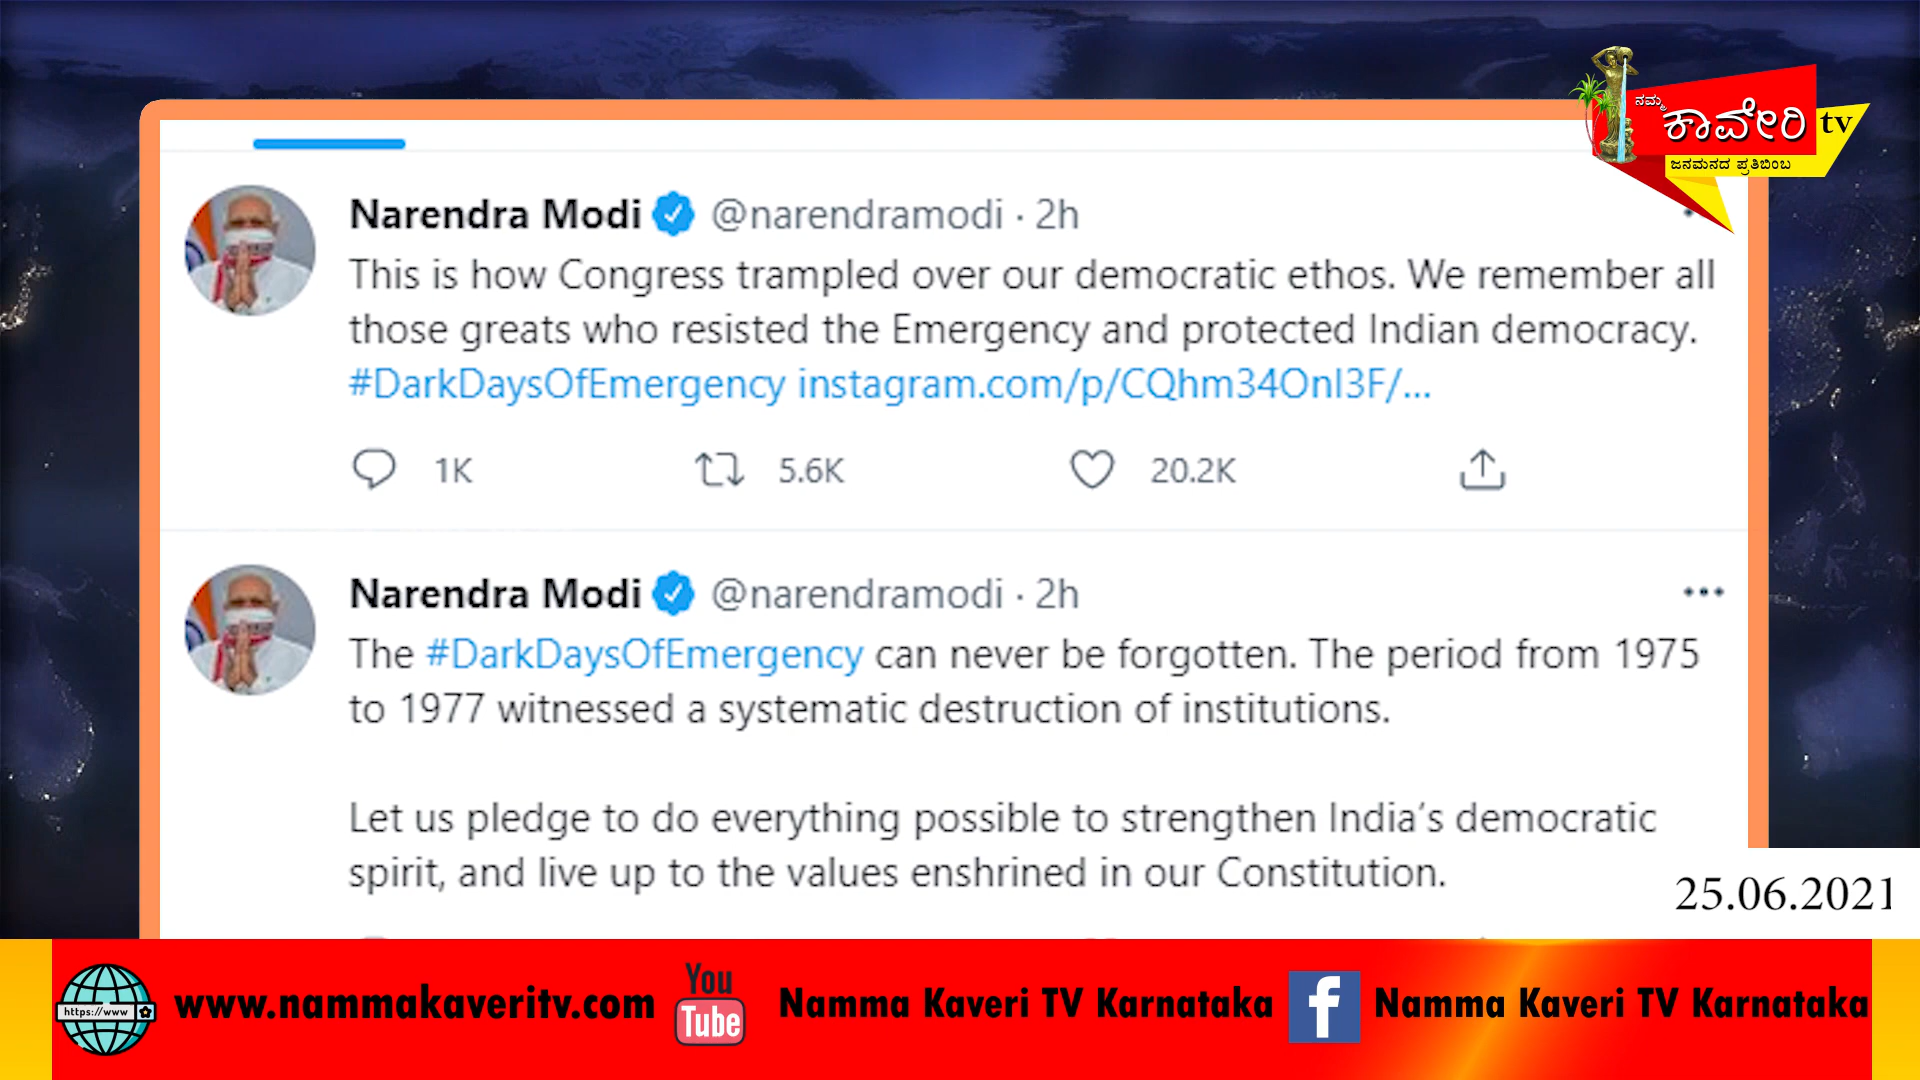 ನಮ್ಮ
ಕಾವೇರಿ tv
ಜನಮನದ ಪ್ರತಿಬಿಂಬ
Narendra Modi @narendramodi · 2h
This is how Congress trampled over our democratic ethos. We remember all
those greats who resisted the Emergency and protected Indian democracy.
#DarkDaysOfEmergency instagram.com/p/CQhm34OnI3F/...
1K 5.6K 20.2K
Narendra Modi @narendramodi · 2h
The #DarkDaysOfEmergency can never be forgotten. The period from 1975
to 1977 witnessed a systematic destruction of institutions.
Let us pledge to do everything possible to strengthen India's democratic
spirit, and live up to the values enshrined in our Constitution.
25.06.2021
https://www
www.nammakaveritv.com
You
Tube
Namma Kaveri TV Karnataka
f
Namma Kaveri TV Karnataka